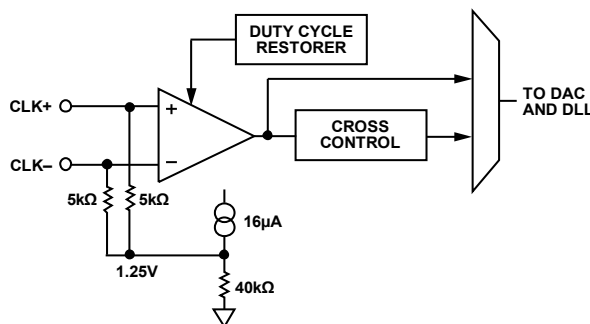 DUTY CYCLE
RESTORER
CLK+
+
TO DAC
AND DLL
CROSS
CONTROL
CLK–
–
5kΩ
5kΩ
16µA
1.25V
40kΩ